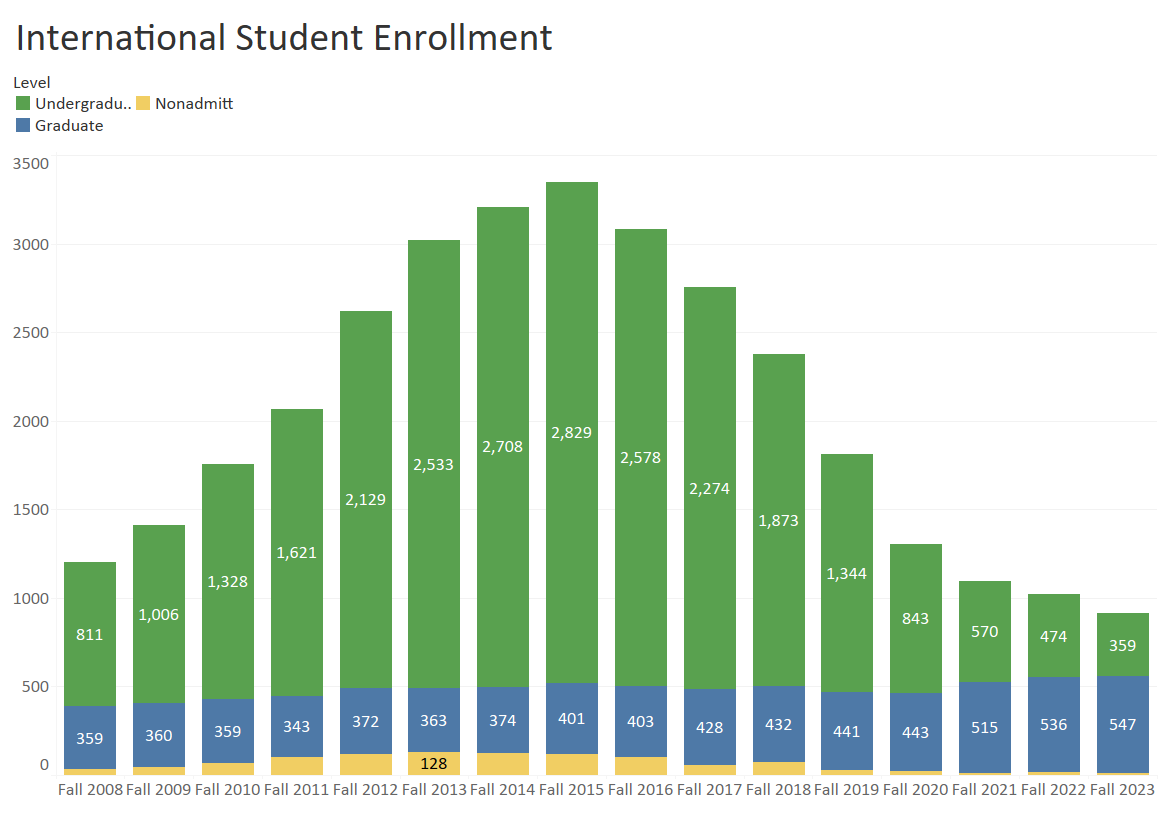 International Student Enrollment
Level
Undergradu.. Nonadmitt
Graduate
3500
3000
2500
2000
1500
1000
500
0
811 1,006 1,328 1,621 2,129 2,533 2,708 2,829 2,578 2,274 1,873 1,344 843 570 474 359
359 360 359 343 372 363 374 401 403 428 432 441 443 515 536 547
128
Fall 2008 Fall 2009 Fall 2010 Fall 2011 Fall 2012 Fall 2013 Fall 2014 Fall 2015 Fall 2016 Fall 2017 Fall 2018 Fall 2019 Fall 2020 Fall 2021 Fall 2022 Fall 2023